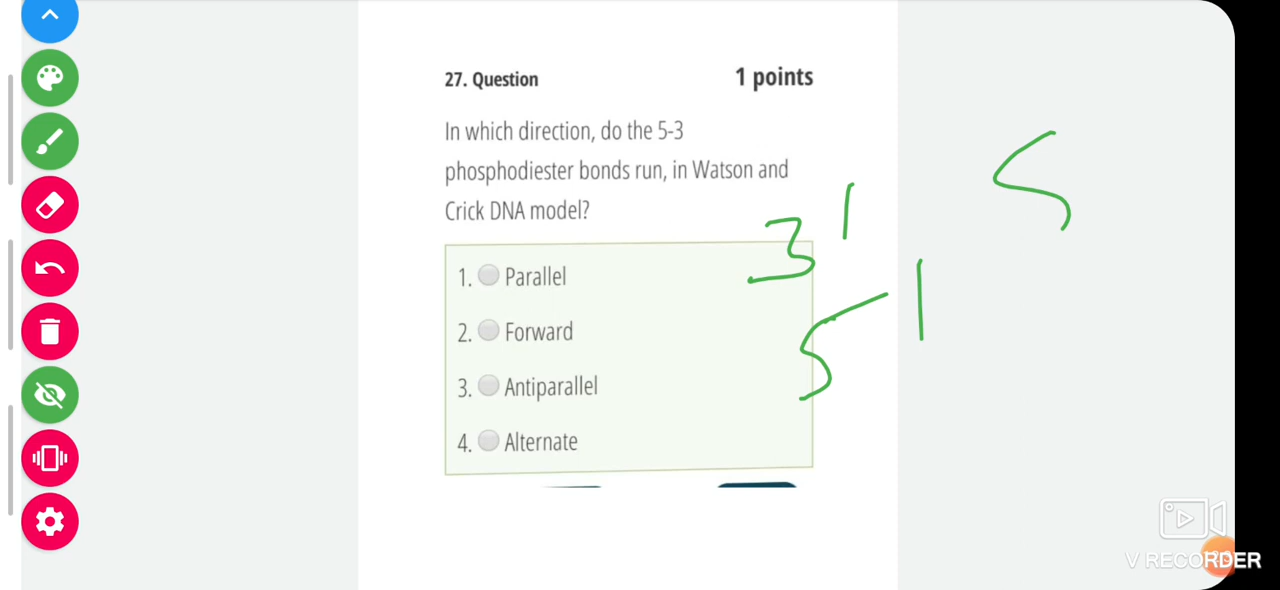 27. Question
1 points
In which direction, do the 5-3
phosphodiester bonds run, in Watson and
Crick DNA model?
1. Parallel
2. Forward
3. Antiparallel
4. Alternate
3'
5'
5
V RECORDER